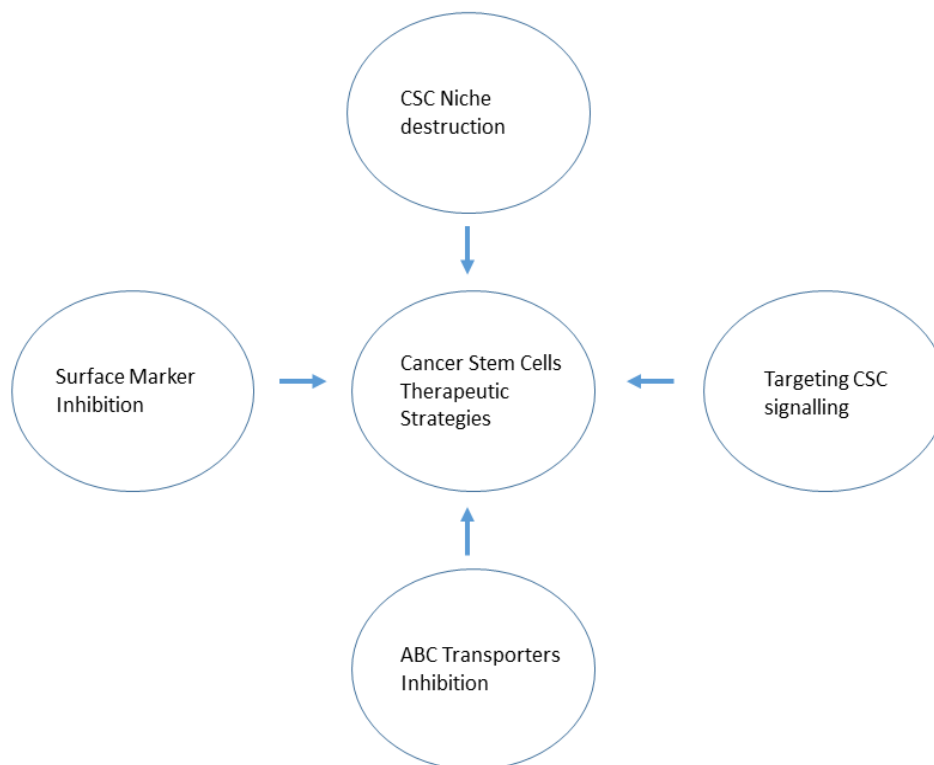 CSC Niche
destruction
Surface Marker
Inhibition
Cancer Stem Cells
Therapeutic
Strategies
Targeting CSC
signalling
ABC Transporters
Inhibition